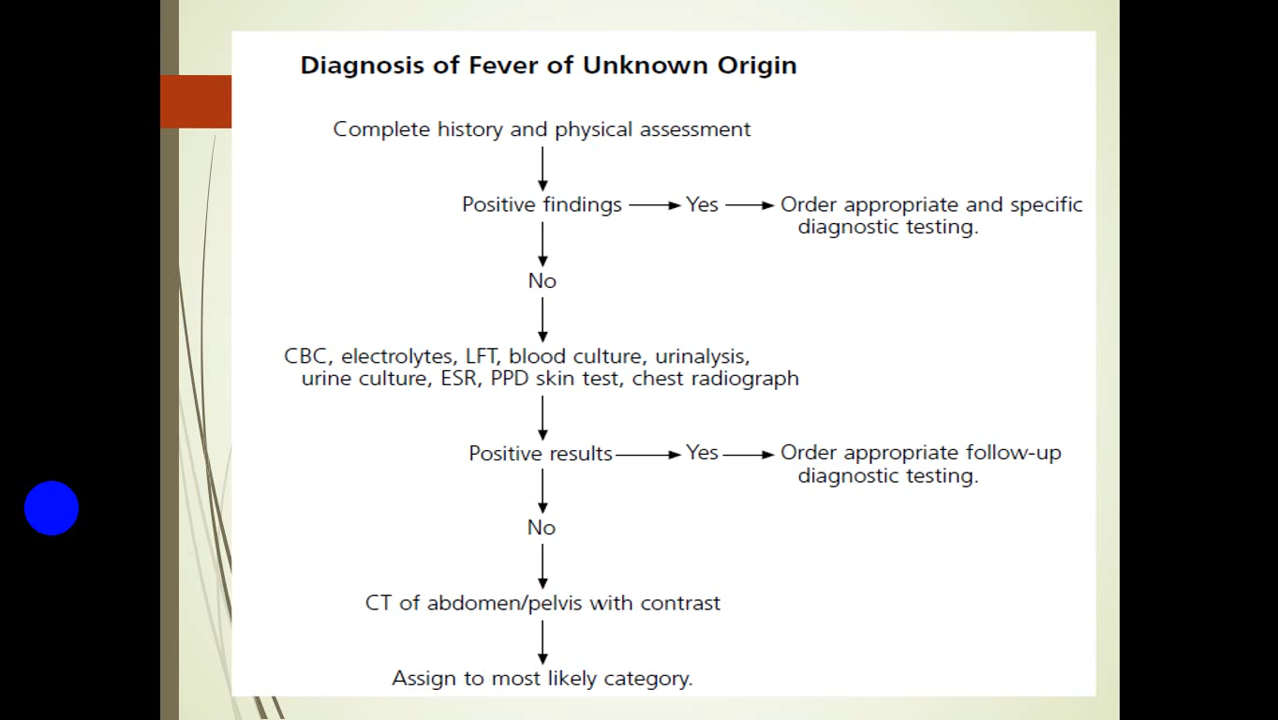 Diagnosis of Fever of Unknown Origin
Complete history and physical assessment
Positive findings
Yes
Order appropriate and specific
diagnostic testing.
No
CBC, electrolytes, LFT, blood culture, urinalysis,
urine culture, ESR, PPD skin test, chest radiograph
Positive results
Yes
Order appropriate follow-up
diagnostic testing.
No
CT of abdomen/pelvis with contrast
Assign to most likely category.